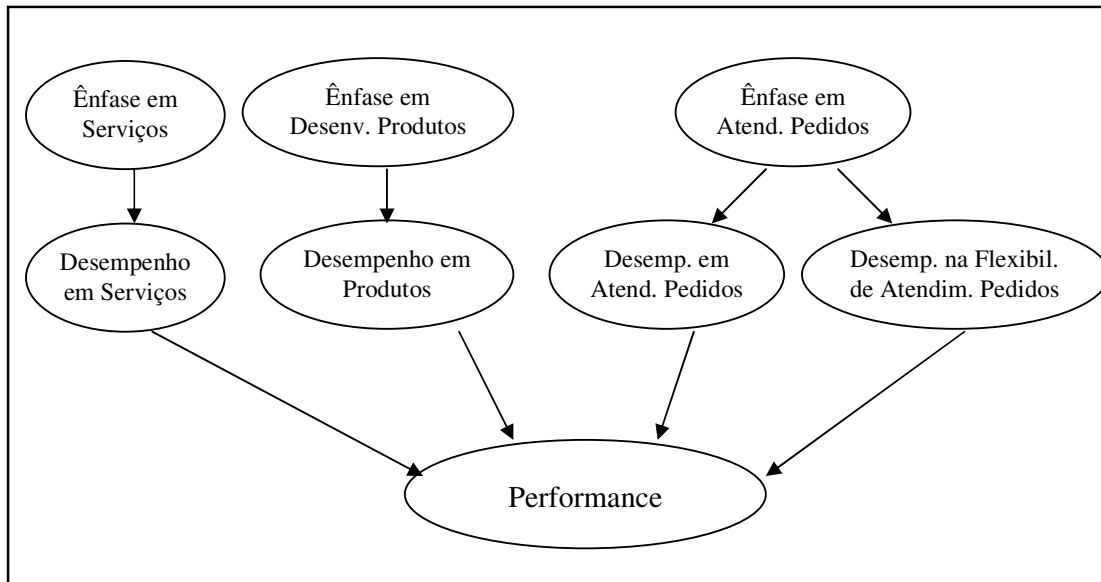 Ênfase em
Serviços
Ênfase em
Desenv. Produtos
Ênfase em
Atend. Pedidos
Desempenho
em Serviços
Desempenho em
Produtos
Desemp. em
Atend. Pedidos
Desemp. na Flexibil.
de Atendim. Pedidos
Performance